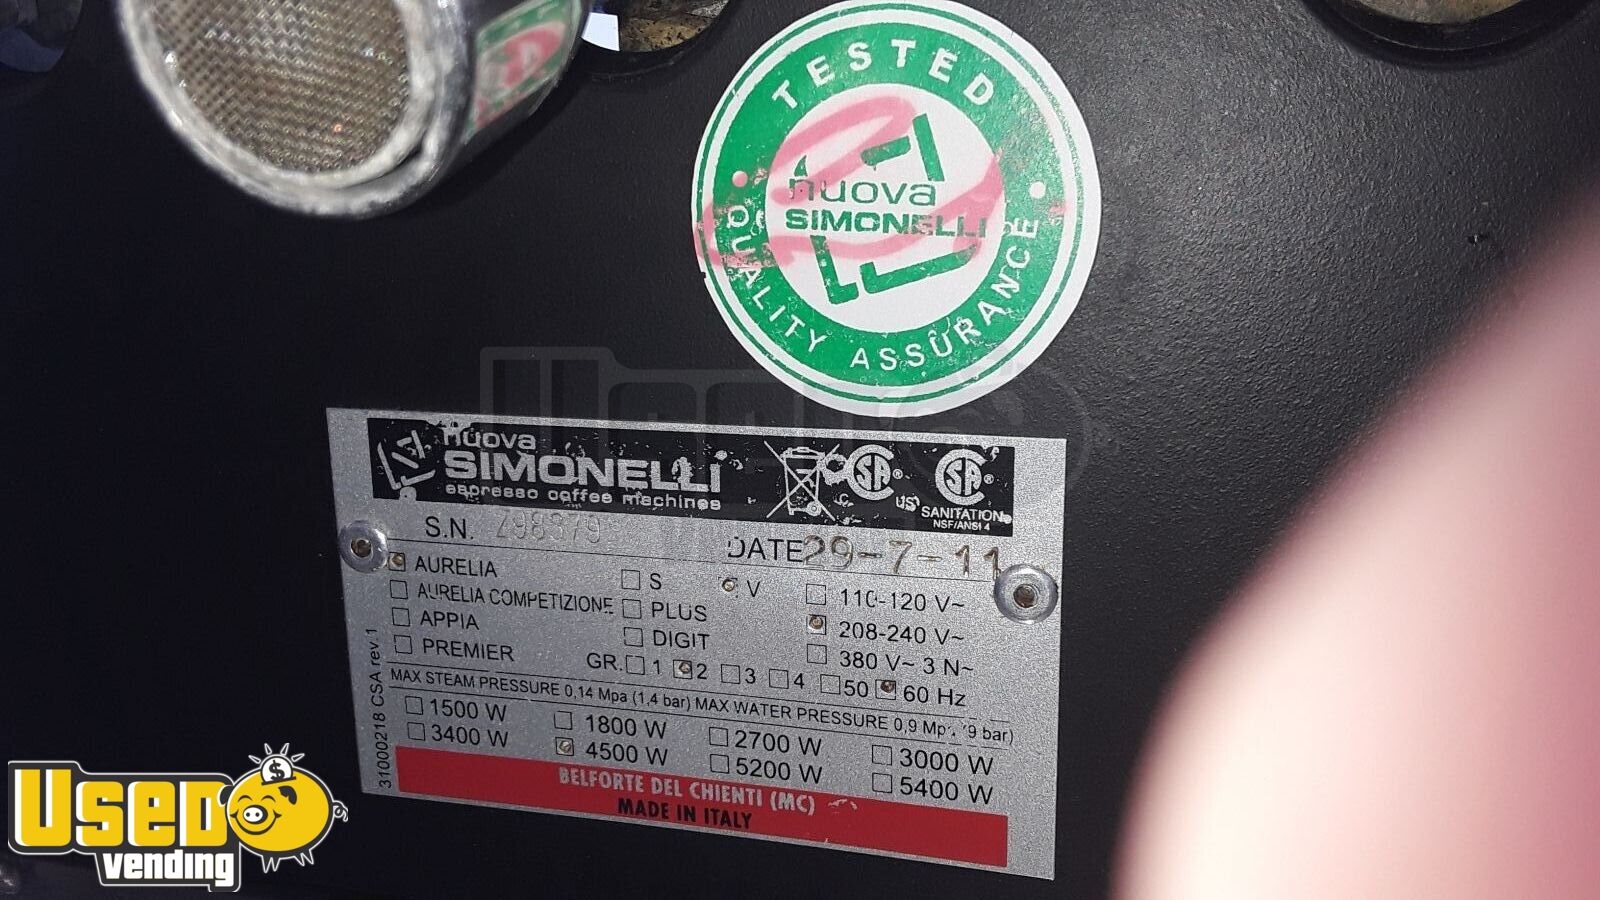 TESTED
nuova
SIMONELLI
QUALITY ASSURANCE
nuova
SIMONELLI
espresso coffee machines
C US
SANITATION
NSF/ANSI 4
S.N. 298379 DATE 29-7-11
AURELIA S V 110-120 V~
AURELIA COMPETIZIONE PLUS 208-240 V~
APPIA DIGIT 380 V~ 3 N~
PREMIER GR. 1 2 3 4 50 60 Hz
MAX STEAM PRESSURE 0,14 Mpa (1,4 bar) MAX WATER PRESSURE 0,9 Mpa (9 bar)
1500 W 1800 W 2700 W 3000 W
3400 W 4500 W 5200 W 5400 W
BELFORTE DEL CHIENTI (MC)
MADE IN ITALY
31000218 CSA rev.1
USED
vending